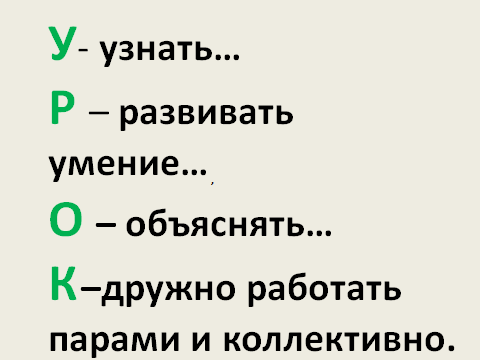 У- узнать...
Р – развивать
умение...,
О – объяснять...
К–дружно работать
парами и коллективно.